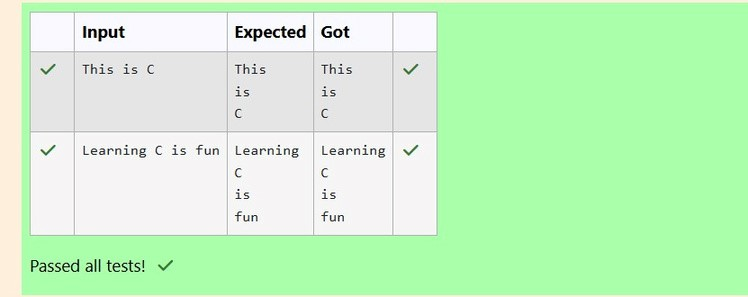 Input Expected Got
This is C This This
is is
C C
Learning C is fun Learning Learning
C C
is is
fun fun
Passed all tests!